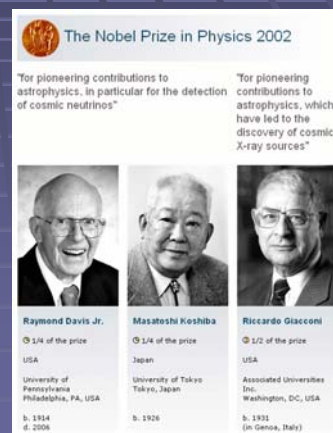 The Nobel Prize in Physics 2002
"for pioneering contributions to
astrophysics, in particular for the detection
of cosmic neutrinos"
"for pioneering
contributions to
astrophysics, which
have led to the
discovery of cosmic
X-ray sources"
Raymond Davis Jr.
1/4 of the prize
USA
University of
Pennsylvania
Philadelphia, PA, USA
b. 1914
d. 2006
Masatoshi Koshiba
1/4 of the prize
Japan
University of Tokyo
Tokyo, Japan
b. 1926
Riccardo Giacconi
1/2 of the prize
USA
Associated Universities
Inc.
Washington, DC, USA
b. 1931
(in Genoa, Italy)